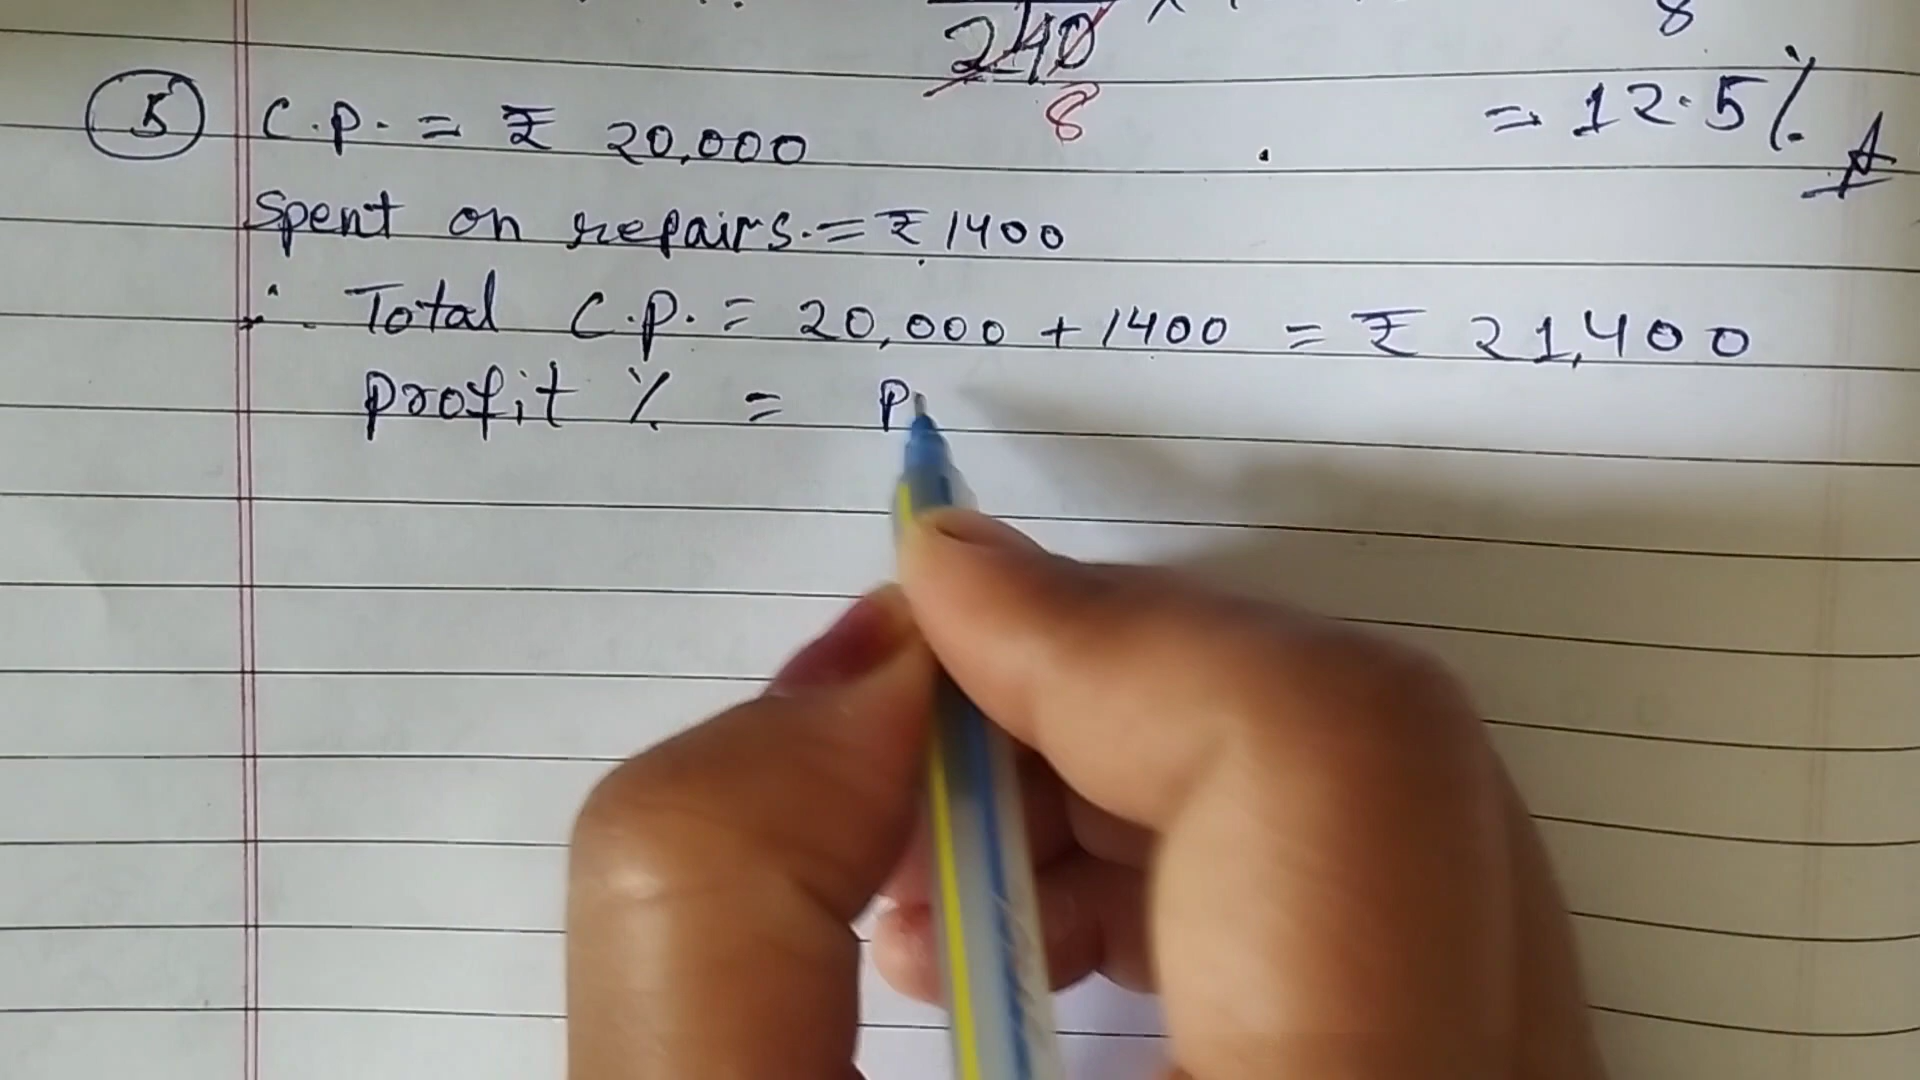 240
8
8
= 12.5%
5 C.P. = ₹ 20,000
Spent on repairs. = ₹ 1400
∴ Total C.P. = 20,000 + 1400 = ₹ 21,400
Profit % = P